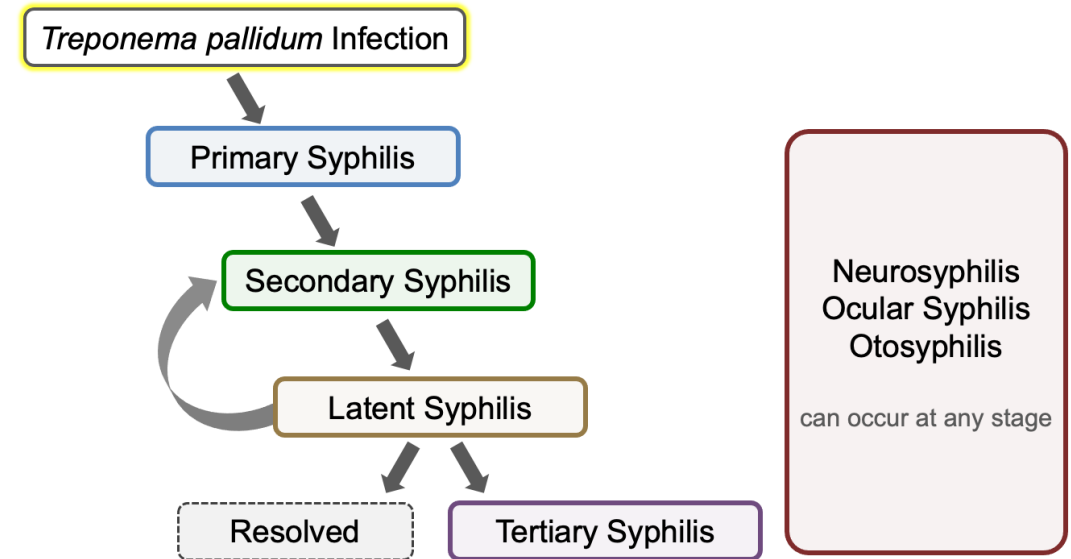 Treponema pallidum Infection
Primary Syphilis
Secondary Syphilis
Latent Syphilis
Resolved
Tertiary Syphilis
Neurosyphilis
Ocular Syphilis
Otosyphilis
can occur at any stage